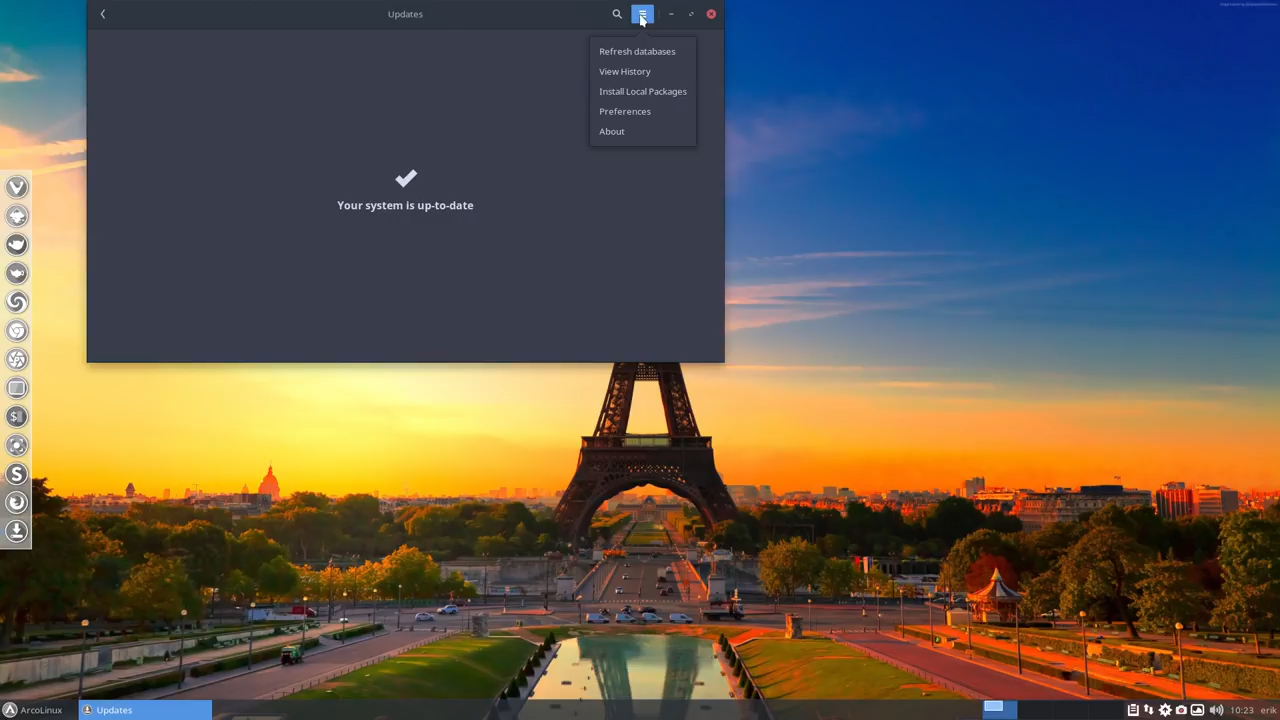 Updates
Refresh databases
View History
Install Local Packages
Preferences
About
Your system is up-to-date
$
S
ArcoLinux
Updates
10:23
erik